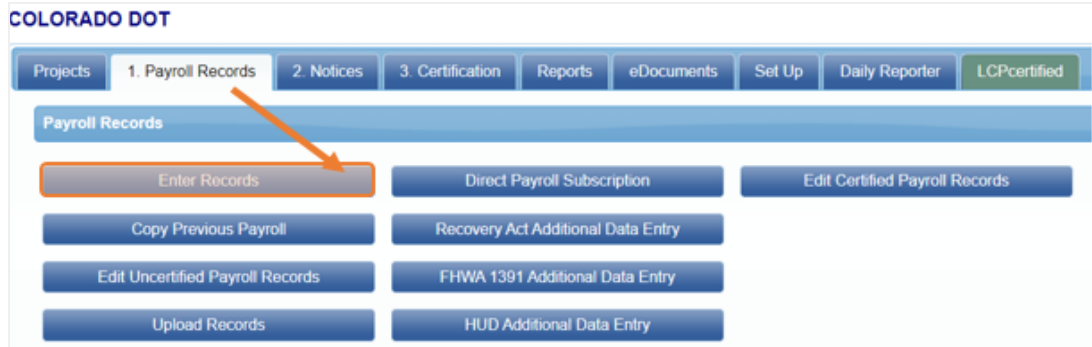 COLORADO DOT
Projects 1. Payroll Records 2. Notices 3. Certification Reports eDocuments Set Up Daily Reporter LCPcertified
Payroll Records
Enter Records Direct Payroll Subscription Edit Certified Payroll Records
Copy Previous Payroll Recovery Act Additional Data Entry
Edit Uncertified Payroll Records FHWA 1391 Additional Data Entry
Upload Records HUD Additional Data Entry